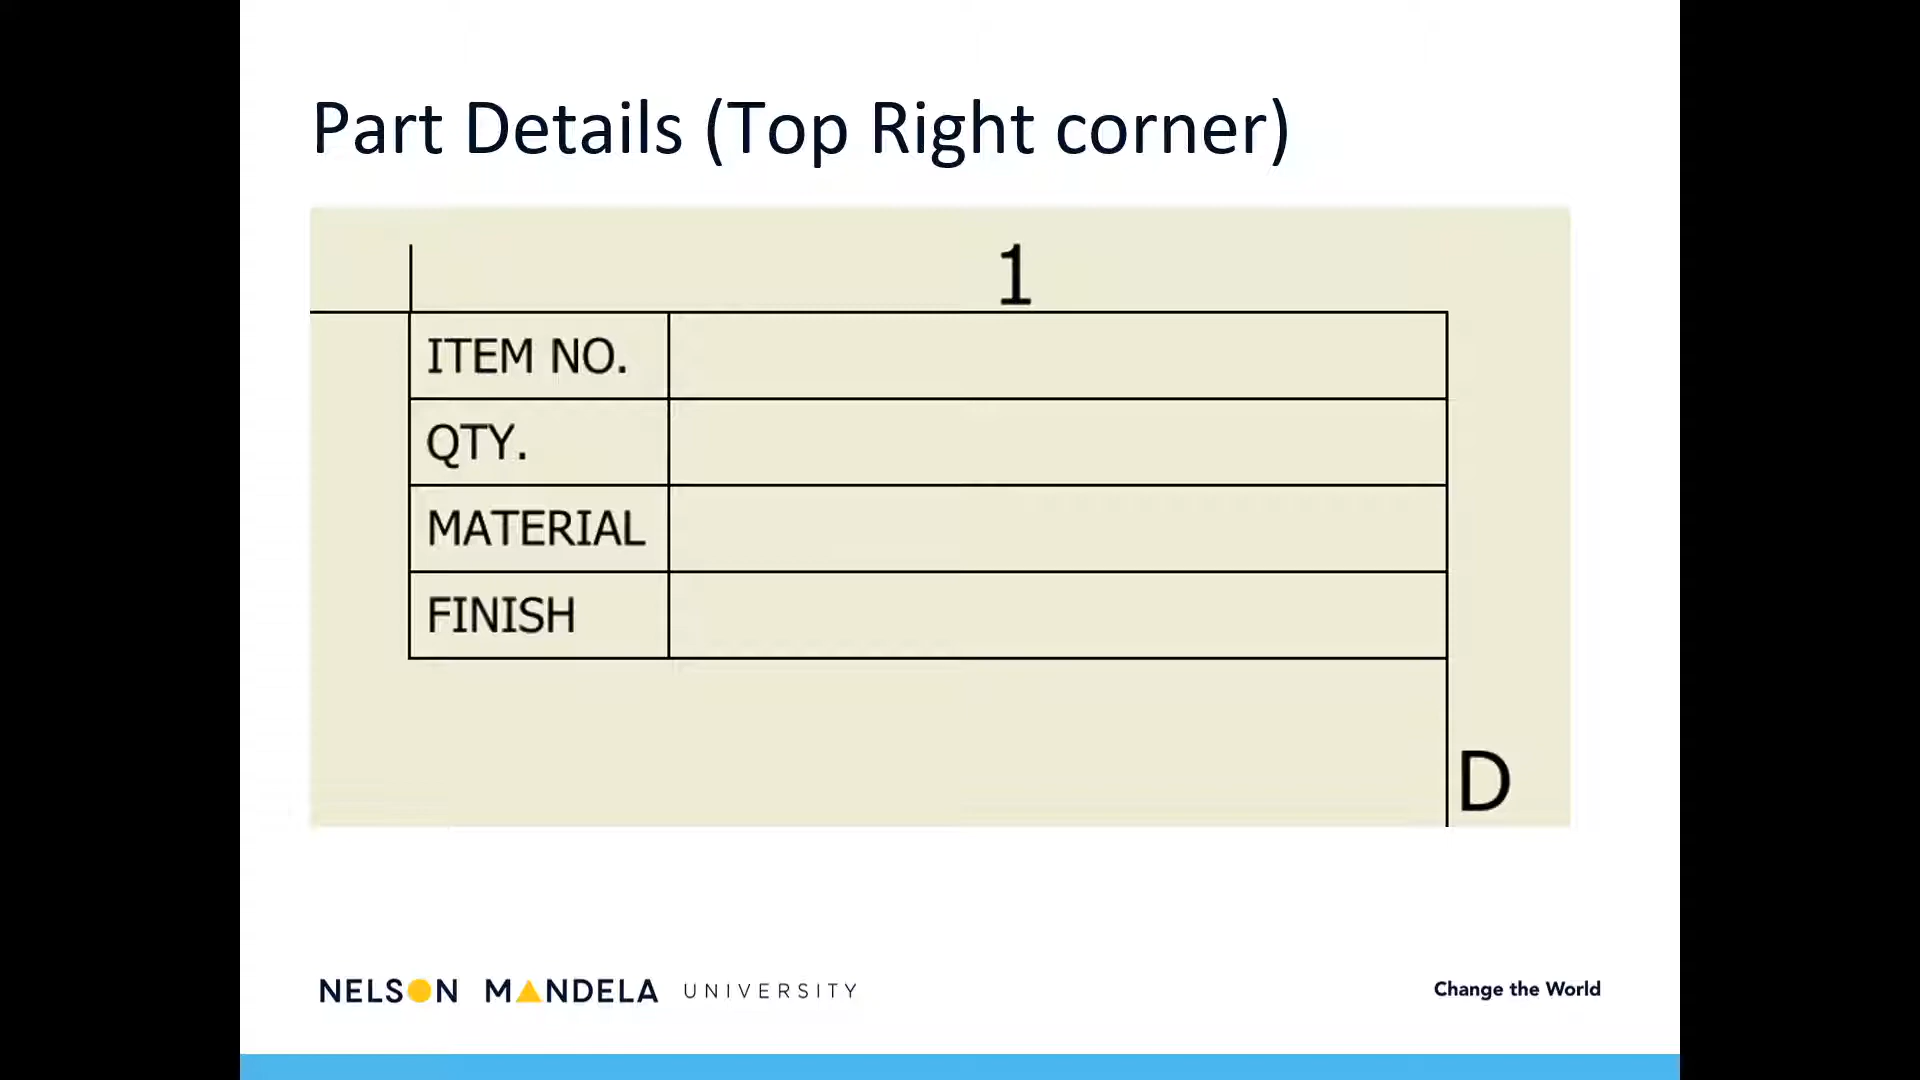 Part Details (Top Right corner)
1
ITEM NO.
QTY.
MATERIAL
FINISH
D
NELSON MANDELA UNIVERSITY
Change the World